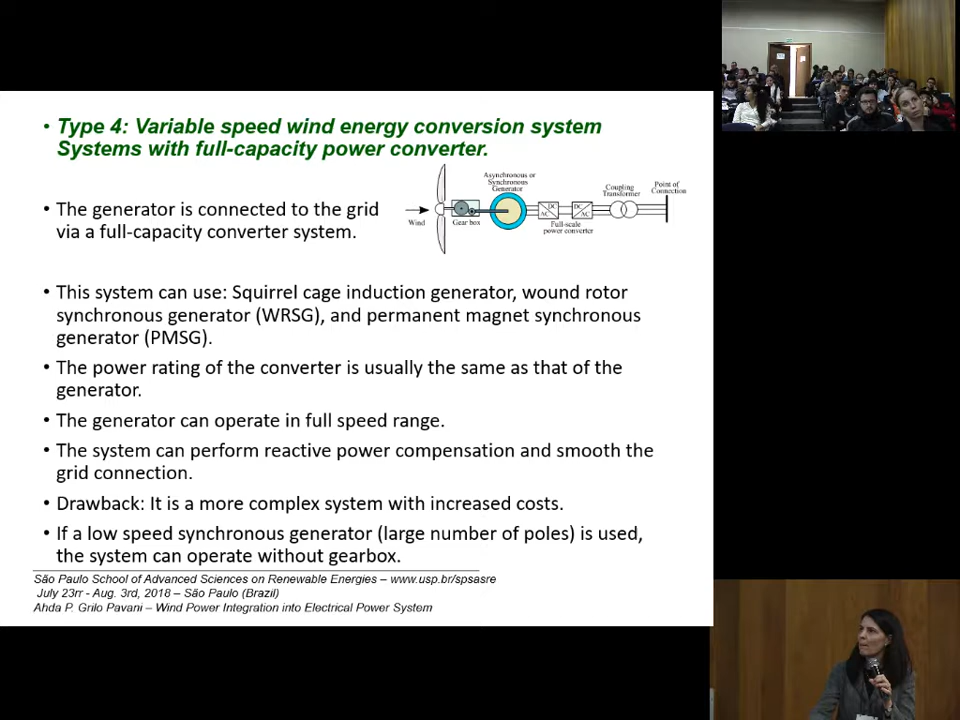 • Type 4: Variable speed wind energy conversion system
Systems with full-capacity power converter.
• The generator is connected to the grid
via a full-capacity converter system.
Asynchronous or
Synchronous
Generator
Coupling
Transformer
Point of
Connection
DC
AC
DC
AC
Wind
Gear box
Full-scale
power converter
• This system can use: Squirrel cage induction generator, wound rotor
synchronous generator (WRSG), and permanent magnet synchronous
generator (PMSG).
• The power rating of the converter is usually the same as that of the
generator.
• The generator can operate in full speed range.
• The system can perform reactive power compensation and smooth the
grid connection.
• Drawback: It is a more complex system with increased costs.
• If a low speed synchronous generator (large number of poles) is used,
the system can operate without gearbox.
São Paulo School of Advanced Sciences on Renewable Energies – www.usp.br/spsasre
July 23rr - Aug. 3rd, 2018 – São Paulo (Brazil)
Ahda P. Grilo Pavani – Wind Power Integration into Electrical Power System